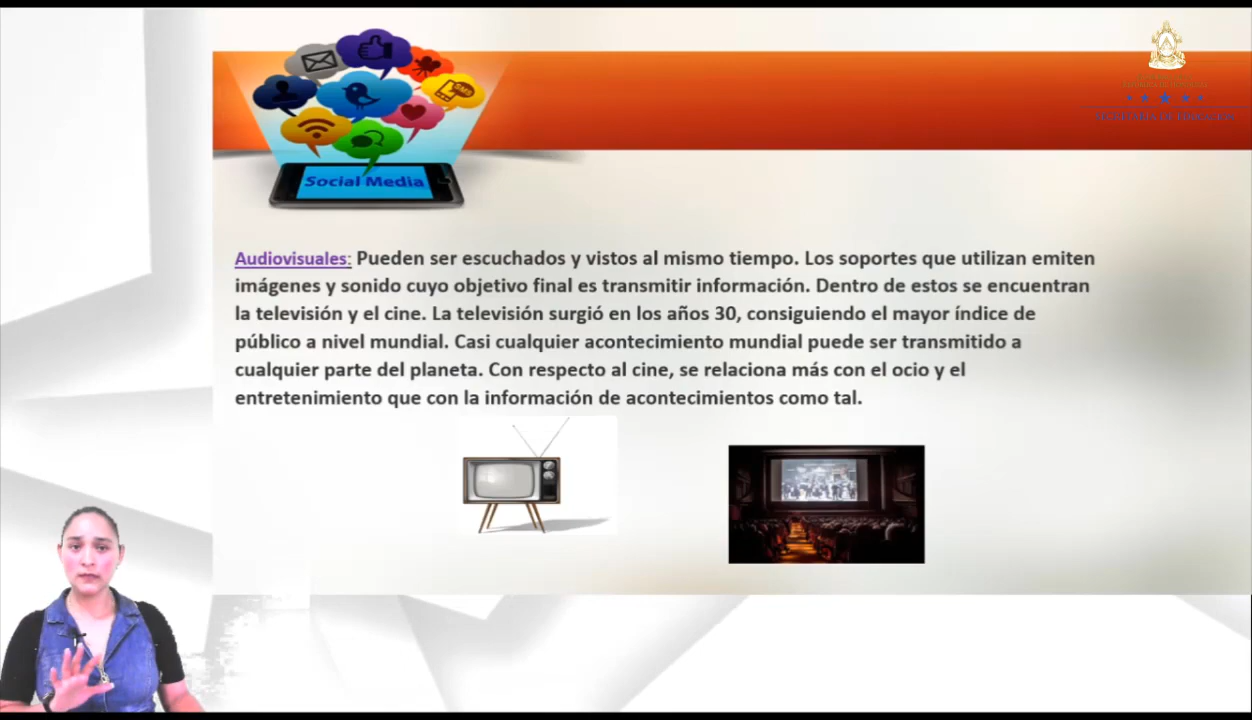 SMS
Social Media
SECRETARÍA DE EDUCACIÓN
Audiovisuales: Pueden ser escuchados y vistos al mismo tiempo. Los soportes que utilizan emiten
imágenes y sonido cuyo objetivo final es transmitir información. Dentro de estos se encuentran
la televisión y el cine. La televisión surgió en los años 30, consiguiendo el mayor índice de
público a nivel mundial. Casi cualquier acontecimiento mundial puede ser transmitido a
cualquier parte del planeta. Con respecto al cine, se relaciona más con el ocio y el
entretenimiento que con la información de acontecimientos como tal.